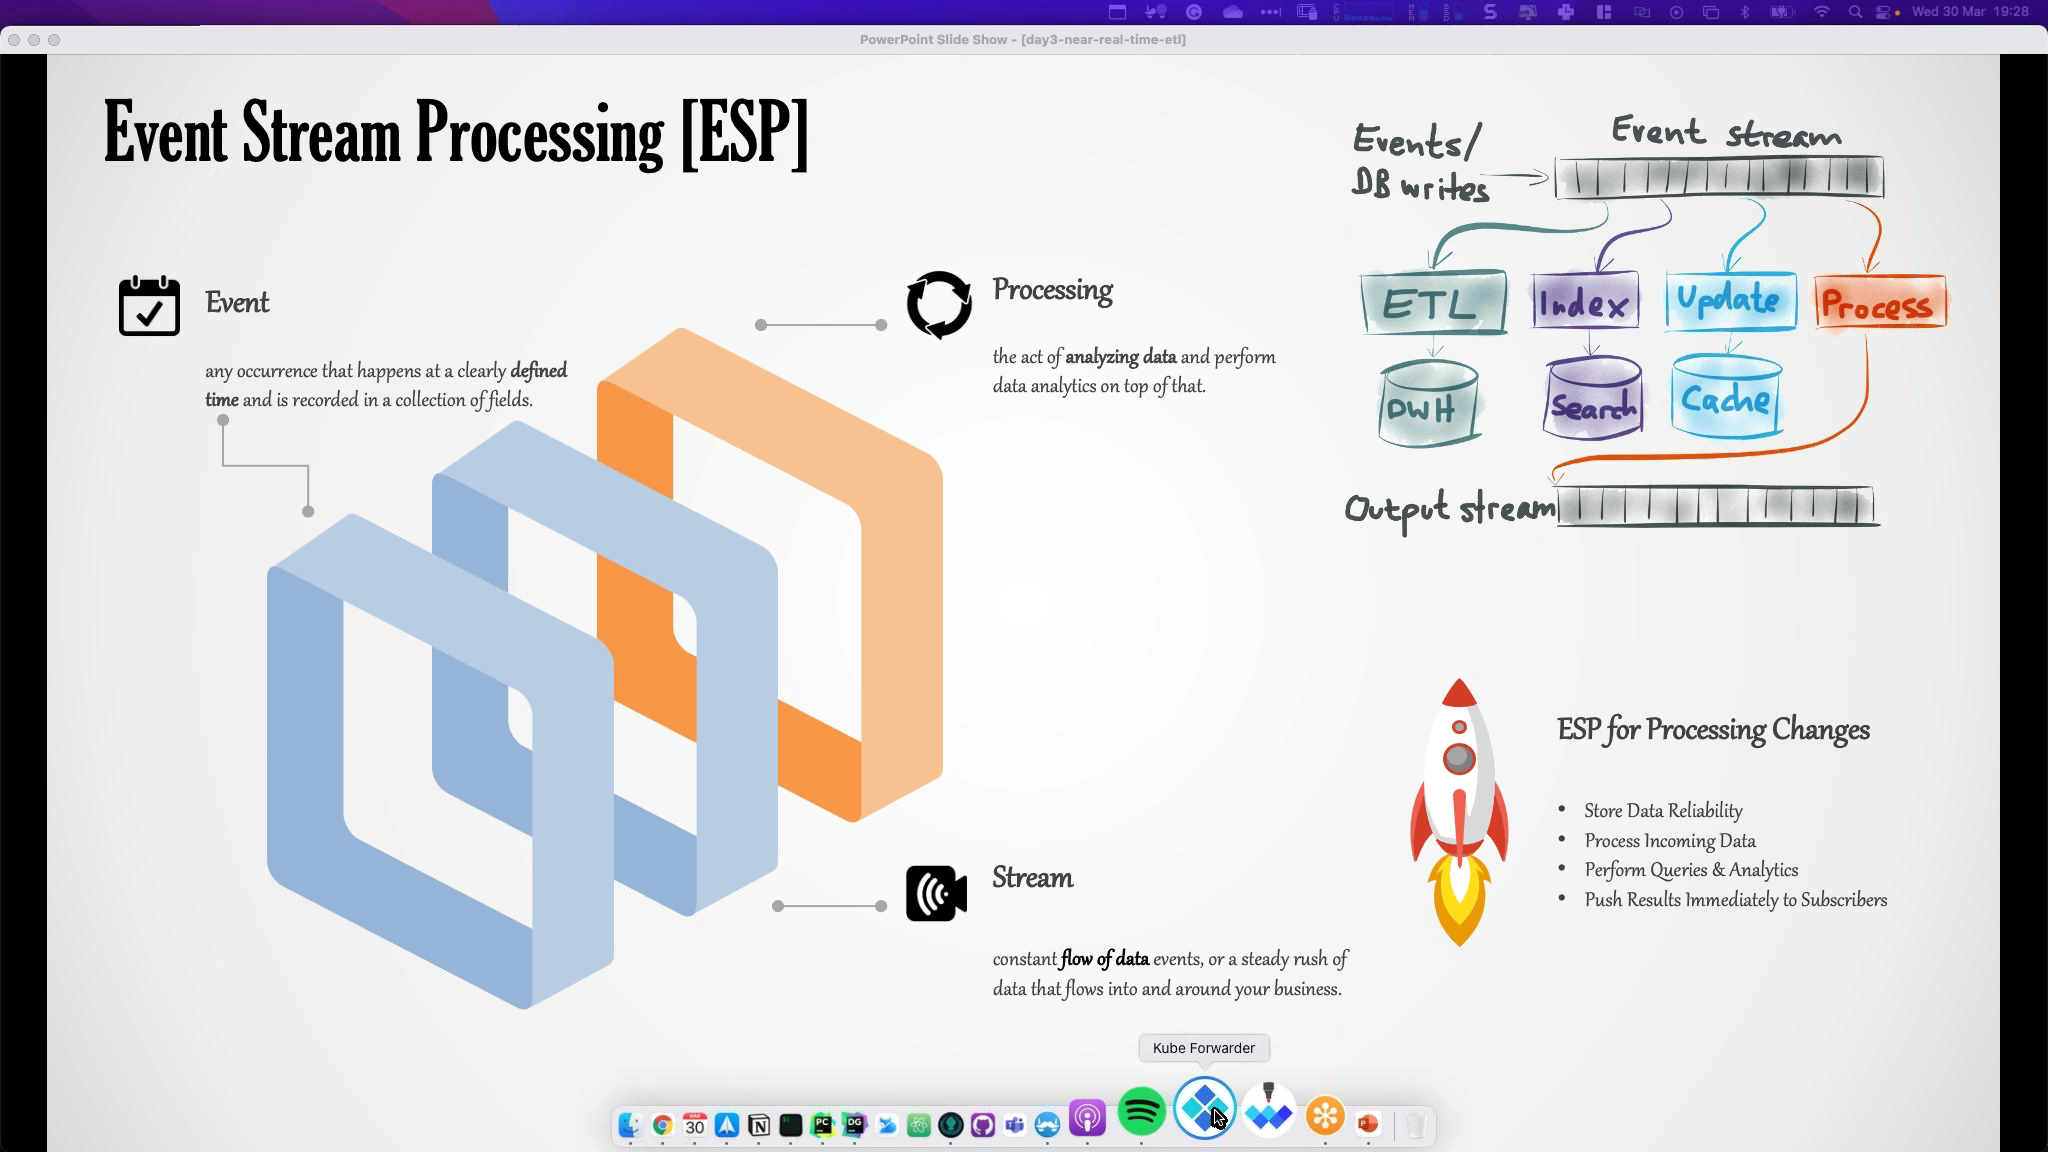 Wed 30 Mar 19:28
PowerPoint Slide Show - [day3-near-real-time-etl]
Event Stream Processing [ESP]
Event
any occurrence that happens at a clearly defined
time and is recorded in a collection of fields.
Processing
the act of analyzing data and perform
data analytics on top of that.
Events/
DB writes
Event stream
ETL
Index
Update
Process
DWH
Search
Cache
Output stream
ESP for Processing Changes
• Store Data Reliability
• Process Incoming Data
• Perform Queries & Analytics
• Push Results Immediately to Subscribers
Stream
constant flow of data events, or a steady rush of
data that flows into and around your business.
Kube Forwarder
MAR
30
PC
DG